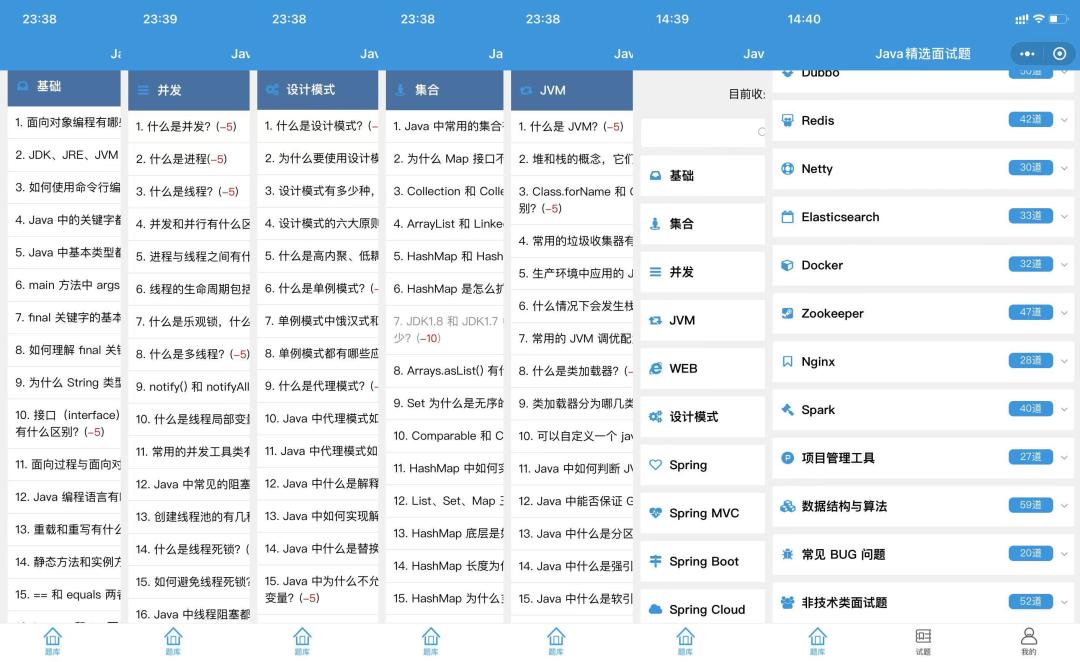 23:38
Ja
基础
1. 面向对象编程有哪些
2. JDK、JRE、JVM
3. 如何使用命令行编
4. Java 中的关键字都
5. Java 中基本类型都
6. main 方法中 args
7. final 关键字的基本
8. 如何理解 final 关键
9. 为什么 String 类型
10. 接口（interface）
有什么区别？(–5)
11. 面向过程与面向对
12. Java 编程语言有
13. 重载和重写有什么
14. 静态方法和实例方
15. == 和 equals 两者
题库
23:39
Jav
并发
1. 什么是并发？(–5)
2. 什么是进程(–5)
3. 什么是线程？(–5)
4. 并发和并行有什么区
5. 进程与线程之间有什
6. 线程的生命周期包括
7. 什么是乐观锁，什么
8. 什么是多线程？(–5)
9. notify() 和 notifyAll
10. 什么是线程局部变量
11. 常用的并发工具类有
12. Java 中常见的阻塞
13. 创建线程池的有几种
14. 什么是线程死锁？(
15. 如何避免线程死锁？
16. Java 中线程阻塞都
题库
23:38
Jav
设计模式
1. 什么是设计模式？(–
2. 为什么要使用设计模
3. 设计模式有多少种，
4. 设计模式的六大原则
5. 什么是高内聚、低耦
6. 什么是单例模式？(–
7. 单例模式中饿汉式和
8. 单例模式都有哪些应
9. 什么是代理模式？(–
10. Java 中代理模式如
11. Java 中代理模式如
12. Java 中什么是解释
13. Java 中如何实现解
14. Java 中什么是替换
15. Java 中为什么不允
变量？(–5)
题库
23:38
Ja
集合
1. Java 中常用的集合
2. 为什么 Map 接口不
3. Collection 和 Colle
4. ArrayList 和 Linke
5. HashMap 和 Hash
6. HashMap 是怎么扩
7. JDK1.8 和 JDK1.7
少？(–10)
8. Arrays.asList() 有什
9. Set 为什么是无序的
10. Comparable 和 C
11. HashMap 中如何实
12. List、Set、Map 三
13. HashMap 底层是如
14. HashMap 长度为什
15. HashMap 为什么
题库
23:38
Jav
JVM
1. 什么是 JVM？(–5)
2. 堆和栈的概念，它们
3. Class.forName 和 C
别？(–5)
4. 常用的垃圾收集器有
5. 生产环境中应用的 J
6. 什么情况下会发生栈
7. 常用的 JVM 调优配
8. 什么是类加载器？(–
9. 类加载器分为哪几类
10. 可以自定义一个 jav
11. Java 中如何判断 JV
12. Java 中能否保证 G
13. Java 中什么是分区
14. Java 中什么是强引
15. Java 中什么是软引
题库
14:39
Jav
目前收
基础
集合
并发
JVM
WEB
设计模式
Spring
Spring MVC
Spring Boot
Spring Cloud
题库
14:40
Java精选面试题
Dubbo 50道
Redis 42道
Netty 30道
Elasticsearch 33道
Docker 32道
Zookeeper 47道
Nginx 28道
Spark 40道
项目管理工具 27道
数据结构与算法 59道
常见 BUG 问题 20道
非技术类面试题 52道
题库
试题
我的